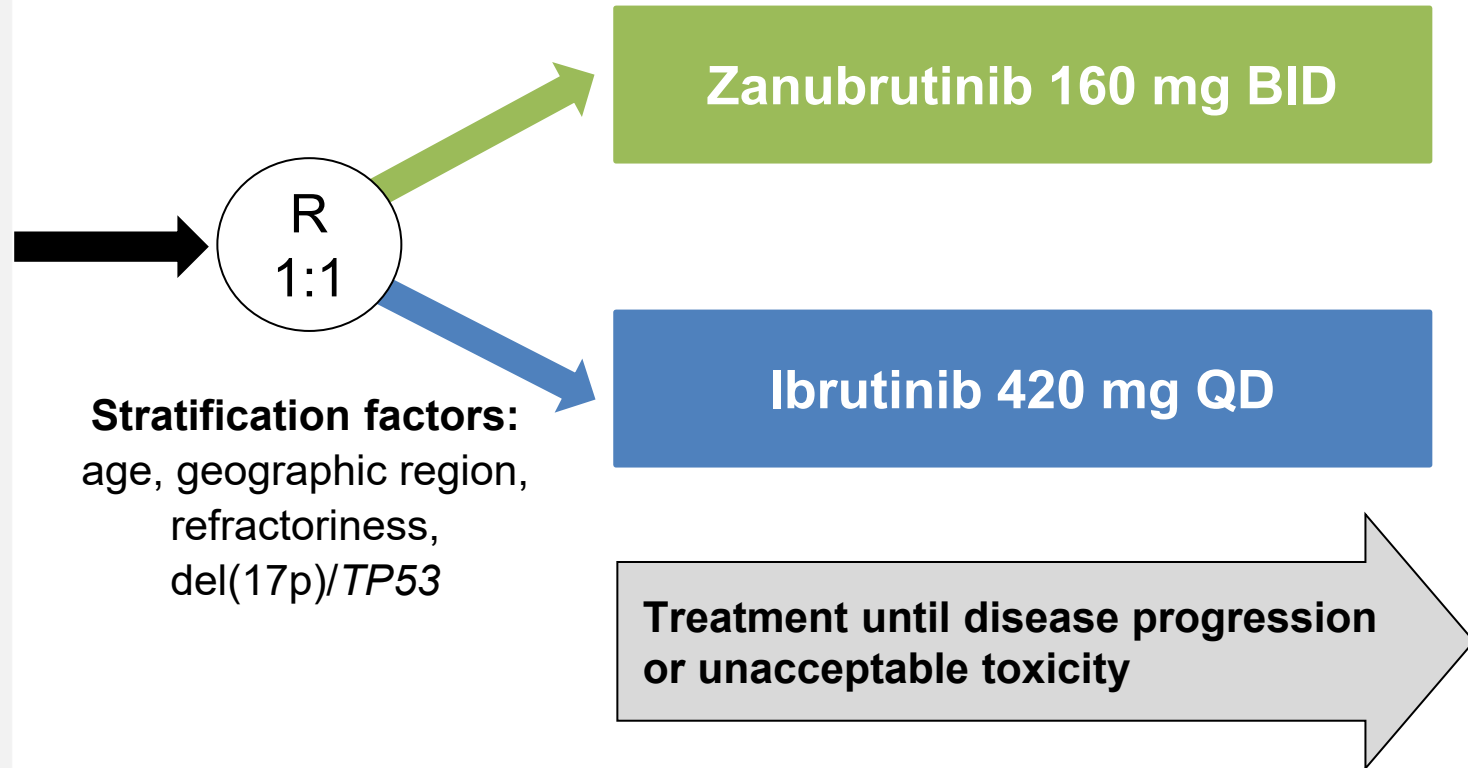 Zanubrutinib 160 mg BID
R
1:1
Ibrutinib 420 mg QD
Stratification factors:
age, geographic region,
refractoriness,
del(17p)/TP53
Treatment until disease progression
or unacceptable toxicity